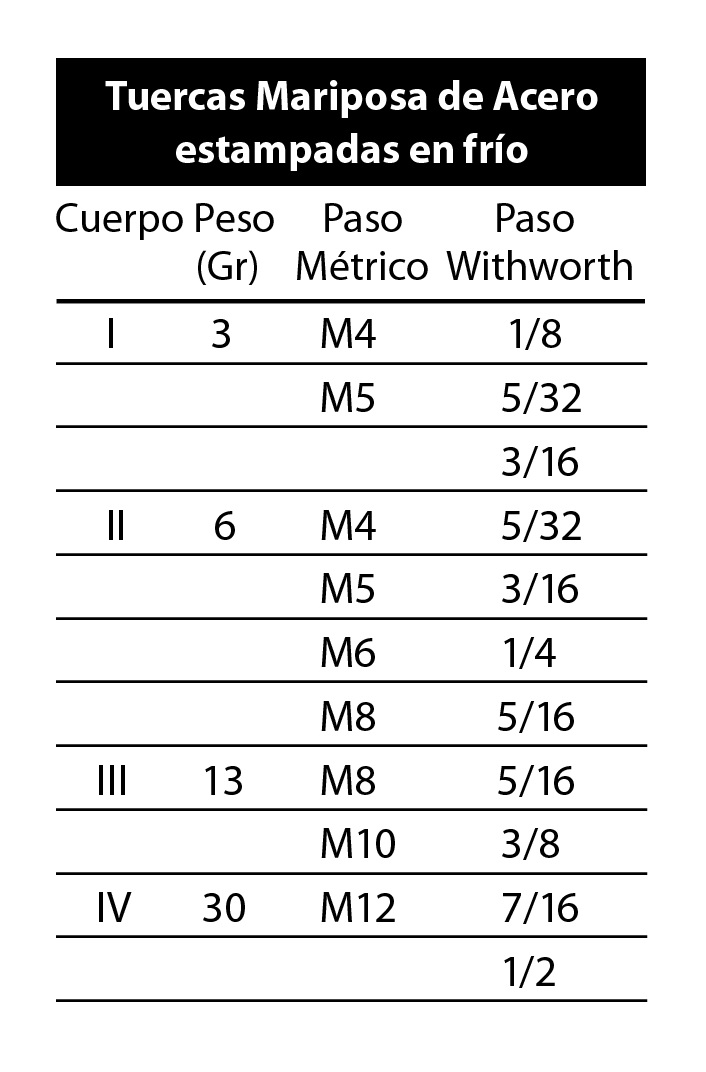 Tuercas Mariposa de Acero
estampadas en frío
Cuerpo Peso Paso Paso
(Gr) Métrico Withworth
I 3 M4 1/8
M5 5/32
3/16
II 6 M4 5/32
M5 3/16
M6 1/4
M8 5/16
III 13 M8 5/16
M10 3/8
IV 30 M12 7/16
1/2